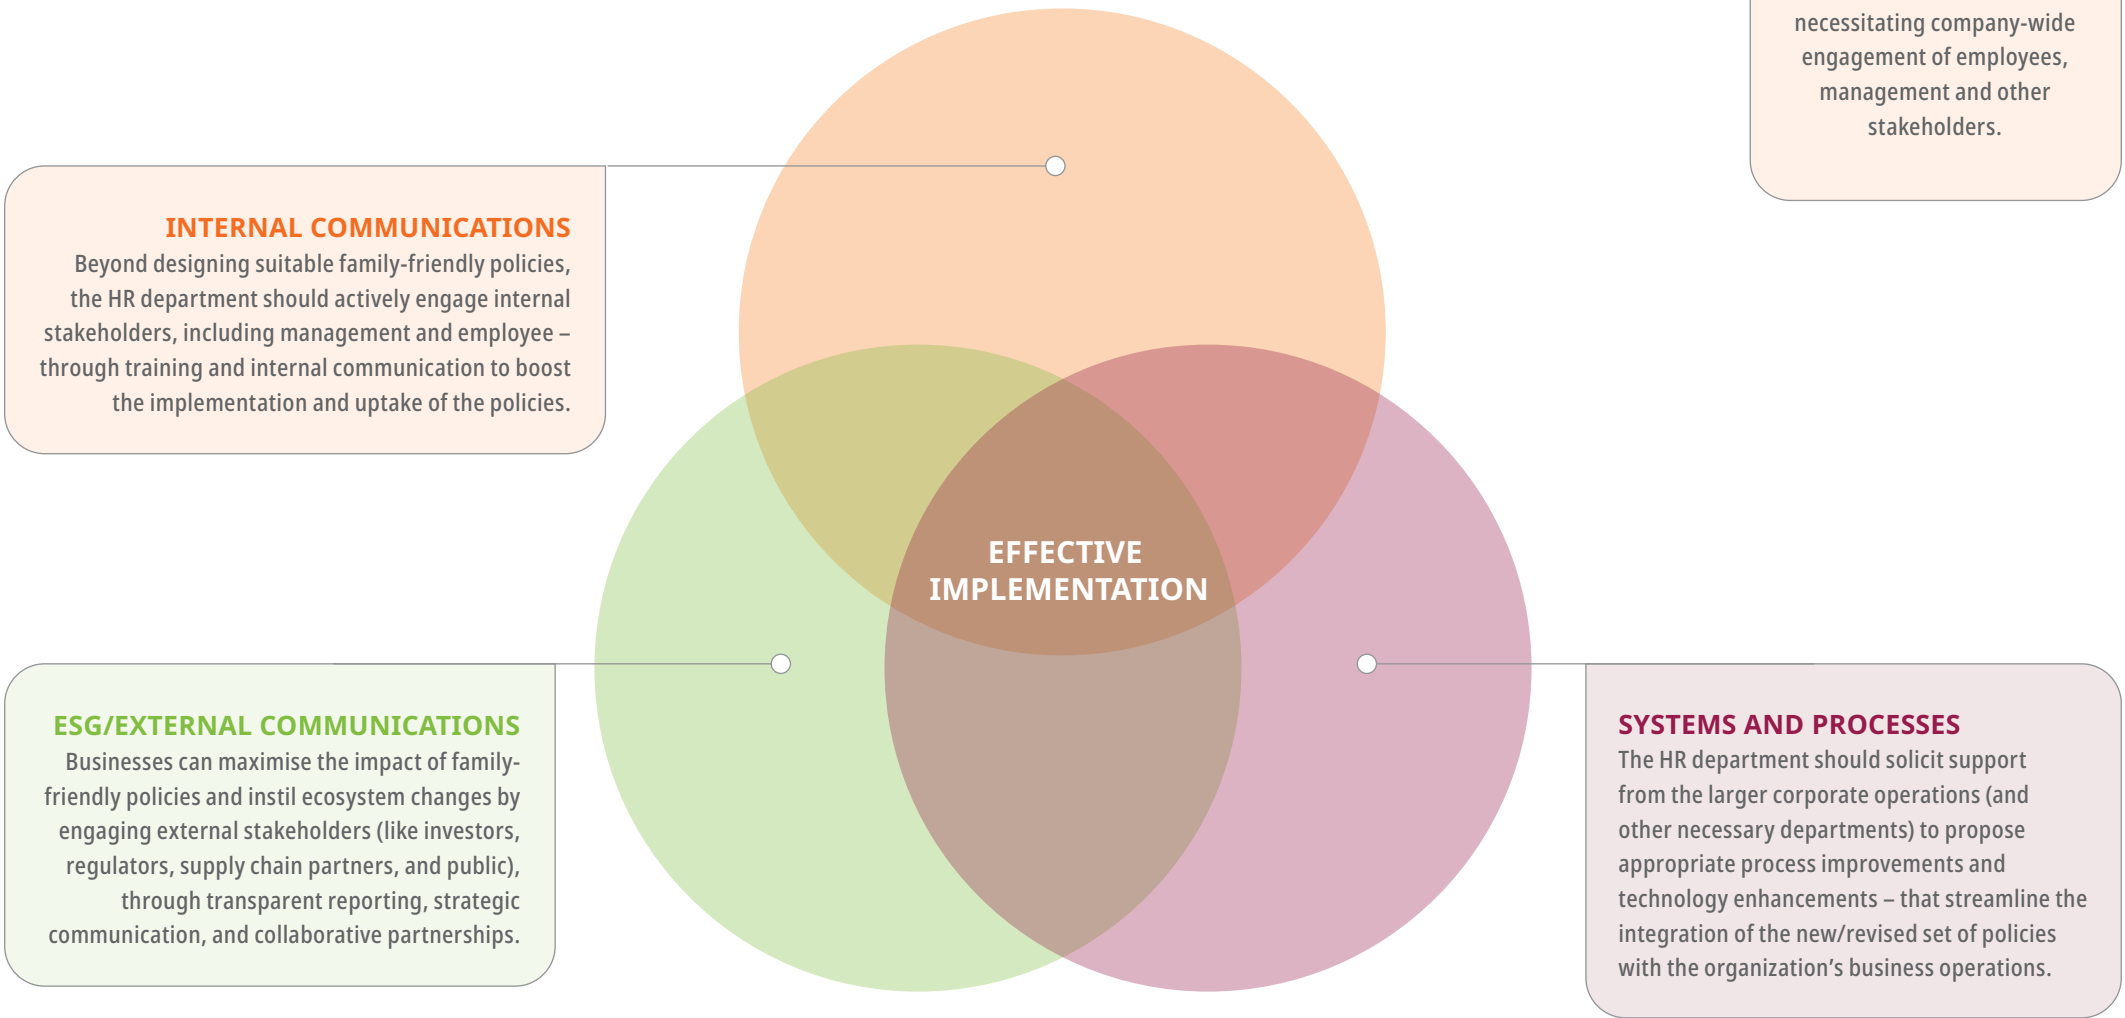 necessitating company-wide
engagement of employees,
management and other
stakeholders.
INTERNAL COMMUNICATIONS
Beyond designing suitable family-friendly policies,
the HR department should actively engage internal
stakeholders, including management and employee –
through training and internal communication to boost
the implementation and uptake of the policies.
EFFECTIVE
IMPLEMENTATION
ESG/EXTERNAL COMMUNICATIONS
Businesses can maximise the impact of family-
friendly policies and instil ecosystem changes by
engaging external stakeholders (like investors,
regulators, supply chain partners, and public),
through transparent reporting, strategic
communication, and collaborative partnerships.
SYSTEMS AND PROCESSES
The HR department should solicit support
from the larger corporate operations (and
other necessary departments) to propose
appropriate process improvements and
technology enhancements – that streamline the
integration of the new/revised set of policies
with the organization’s business operations.